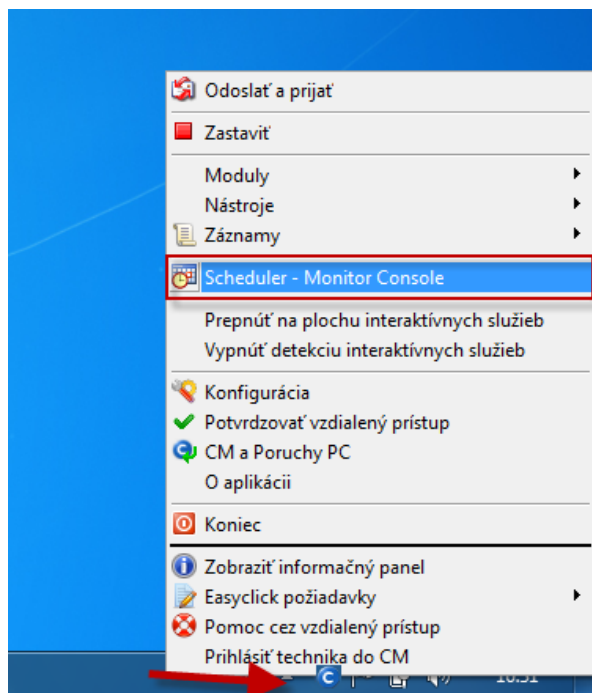 Odoslať a prijať
Zastaviť
Moduly
Nástroje
Záznamy
Scheduler - Monitor Console
Prepnúť na plochu interaktívnych služieb
Vypnúť detekciu interaktívnych služieb
Konfigurácia
Potvrdzovať vzdialený prístup
CM a Poruchy PC
O aplikácii
Koniec
Zobraziť informačný panel
Easyclick požiadavky
Pomoc cez vzdialený prístup
Prihlásiť technika do CM